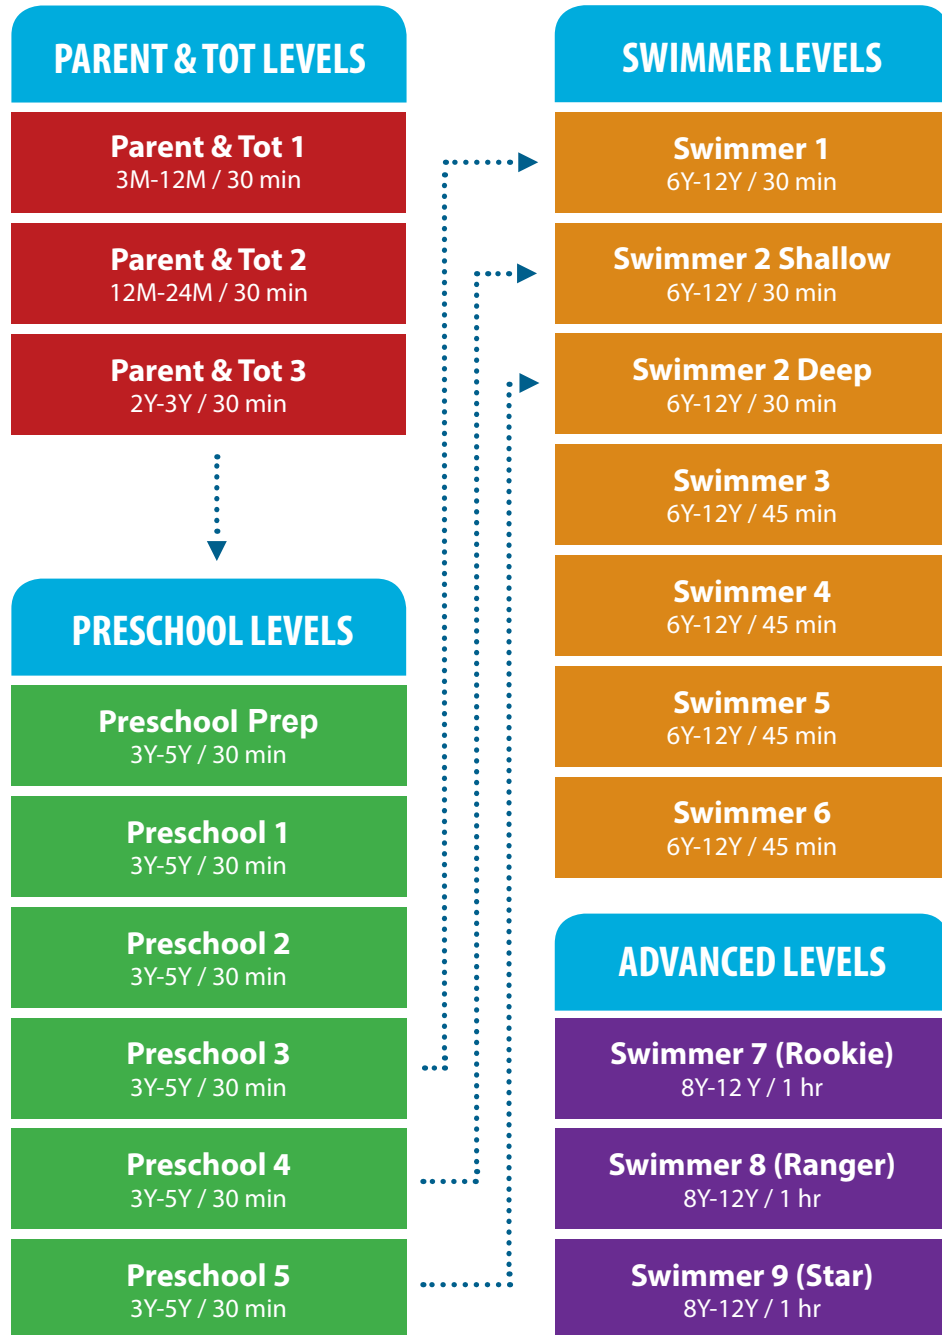 PARENT & TOT LEVELS
Parent & Tot 1
3M-12M / 30 min
Parent & Tot 2
12M-24M / 30 min
Parent & Tot 3
2Y-3Y / 30 min
PRESCHOOL LEVELS
Preschool Prep
3Y-5Y / 30 min
Preschool 1
3Y-5Y / 30 min
Preschool 2
3Y-5Y / 30 min
Preschool 3
3Y-5Y / 30 min
Preschool 4
3Y-5Y / 30 min
Preschool 5
3Y-5Y / 30 min
SWIMMER LEVELS
Swimmer 1
6Y-12Y / 30 min
Swimmer 2 Shallow
6Y-12Y / 30 min
Swimmer 2 Deep
6Y-12Y / 30 min
Swimmer 3
6Y-12Y / 45 min
Swimmer 4
6Y-12Y / 45 min
Swimmer 5
6Y-12Y / 45 min
Swimmer 6
6Y-12Y / 45 min
ADVANCED LEVELS
Swimmer 7 (Rookie)
8Y-12 Y / 1 hr
Swimmer 8 (Ranger)
8Y-12Y / 1 hr
Swimmer 9 (Star)
8Y-12Y / 1 hr